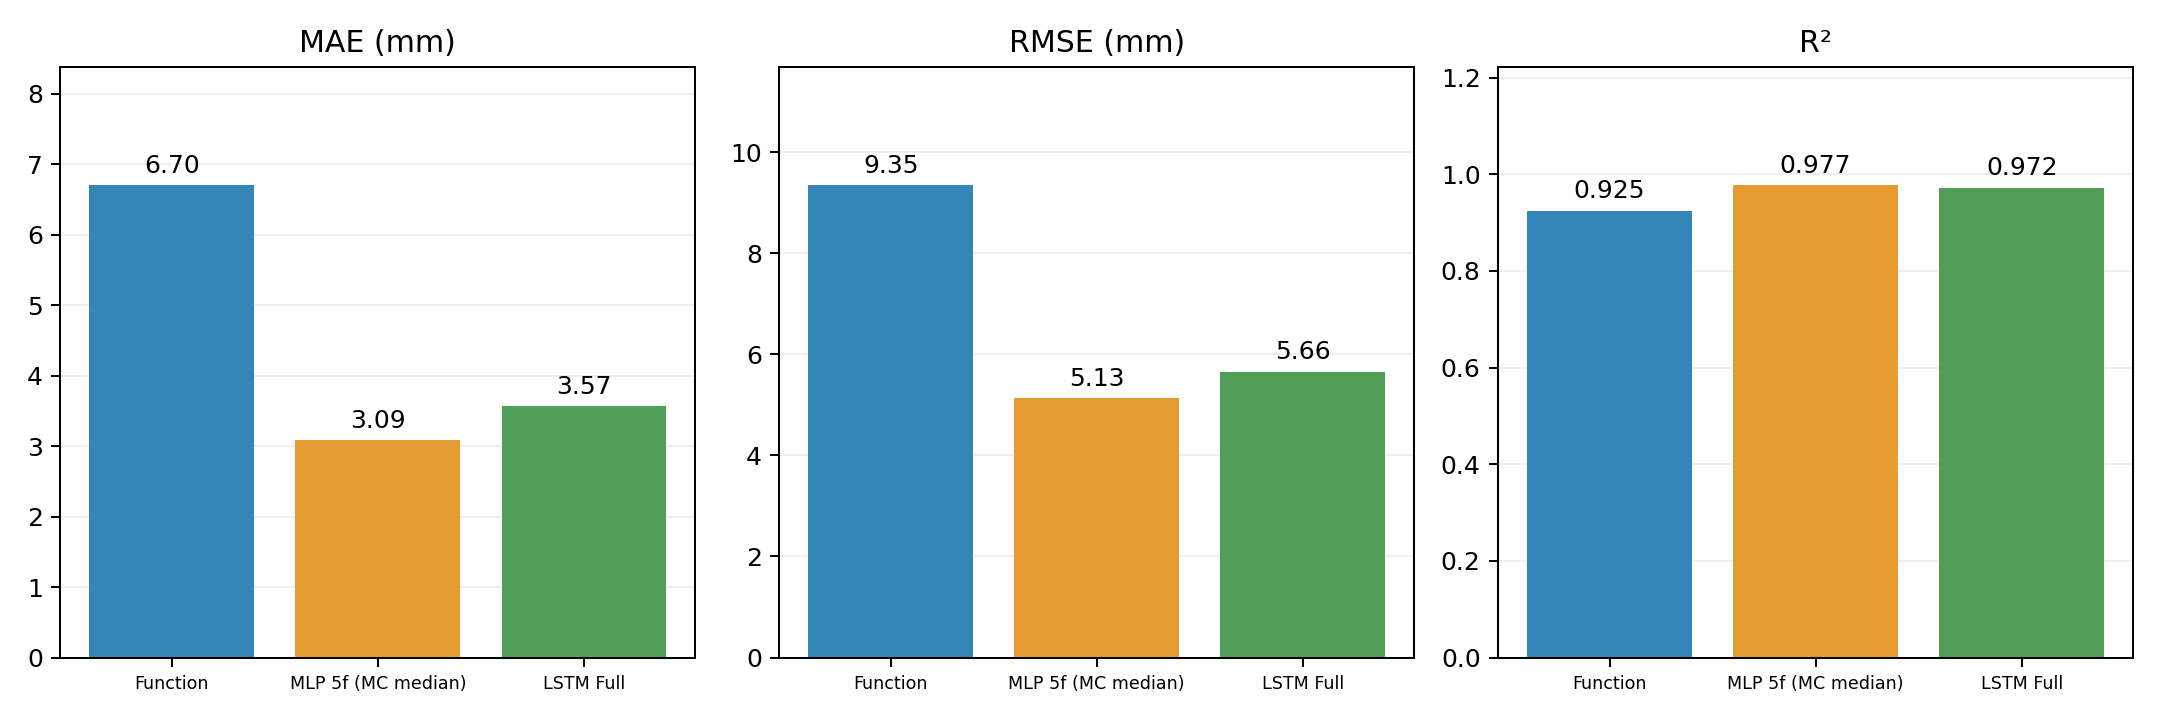 MAE (mm)
8
7
6
5
4
3
2
1
0
6.70
3.09
3.57
Function
MLP 5f (MC median)
LSTM Full
RMSE (mm)
10
8
6
4
2
0
9.35
5.13
5.66
Function
MLP 5f (MC median)
LSTM Full
R²
1.2
1.0
0.8
0.6
0.4
0.2
0.0
0.925
0.977
0.972
Function
MLP 5f (MC median)
LSTM Full